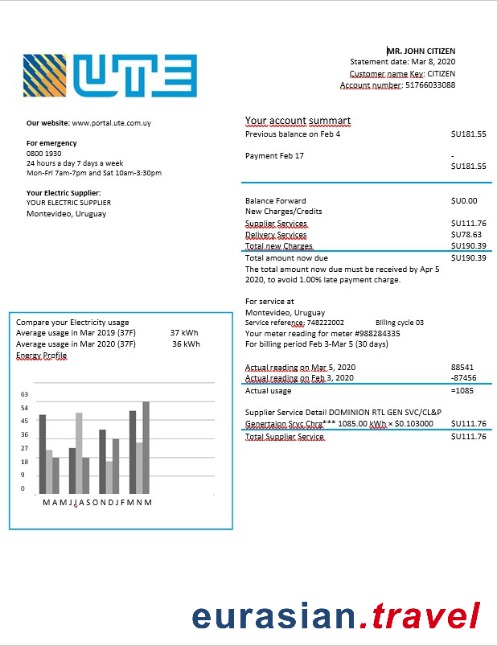 UTE
MR. JOHN CITIZEN
Statement date: Mar 8, 2020
Customer name Key: CITIZEN
Account number: 51766033088
Our website: www.portal.ute.com.uy
For emergency
0800 1930
24 hours a day 7 days a week
Mon-Fri 7am-7pm and Sat 10am-3:30pm
Your Electric Supplier:
YOUR ELECTRIC SUPPLIER
Montevideo, Uruguay
Your account summart
Previous balance on Feb 4 $U181.55
Payment Feb 17 -
$U181.55
Balance Forward $U0.00
New Charges/Credits
Supplier Services $U111.76
Delivery Services $U78.63
Total new Charges $U190.39
Total amount now due $U190.39
The total amount now due must be received by Apr 5
2020, to avoid 1.00% late payment charge.
For service at
Montevideo, Uruguay
Service reference: 748222002 Billing cycle 03
Your meter reading for meter #988284335
For billing period Feb 3-Mar 5 (30 days)
Actual reading on Mar 5, 2020 88541
Actual reading on Feb 3, 2020 -87456
Actual usage =1085
Supplier Service Detail DOMINION RTL GEN SVC/CL&P
Genertaion Srvc Chrg*** 1085.00 kWh × $0.103000 $U111.76
Total Supplier Service $U111.76
Compare your Electricity usage
Average usage in Mar 2019 (37F) 37 kWh
Average usage in Mar 2020 (37F) 36 kWh
Energy Profile
63
54
45
36
27
18
9
0
M A M J J A S O N D J F M N M
eurasian.travel